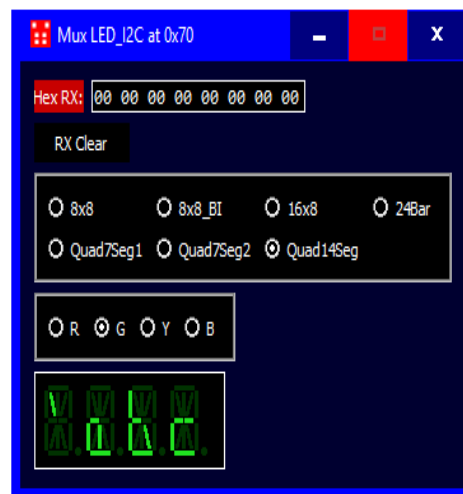 Mux LED_I2C at 0x70
Hex RX: 00 00 00 00 00 00 00 00
RX Clear
8x8 8x8_BI 16x8 24Bar
Quad7Seg1 Quad7Seg2 Quad14Seg
R G Y B